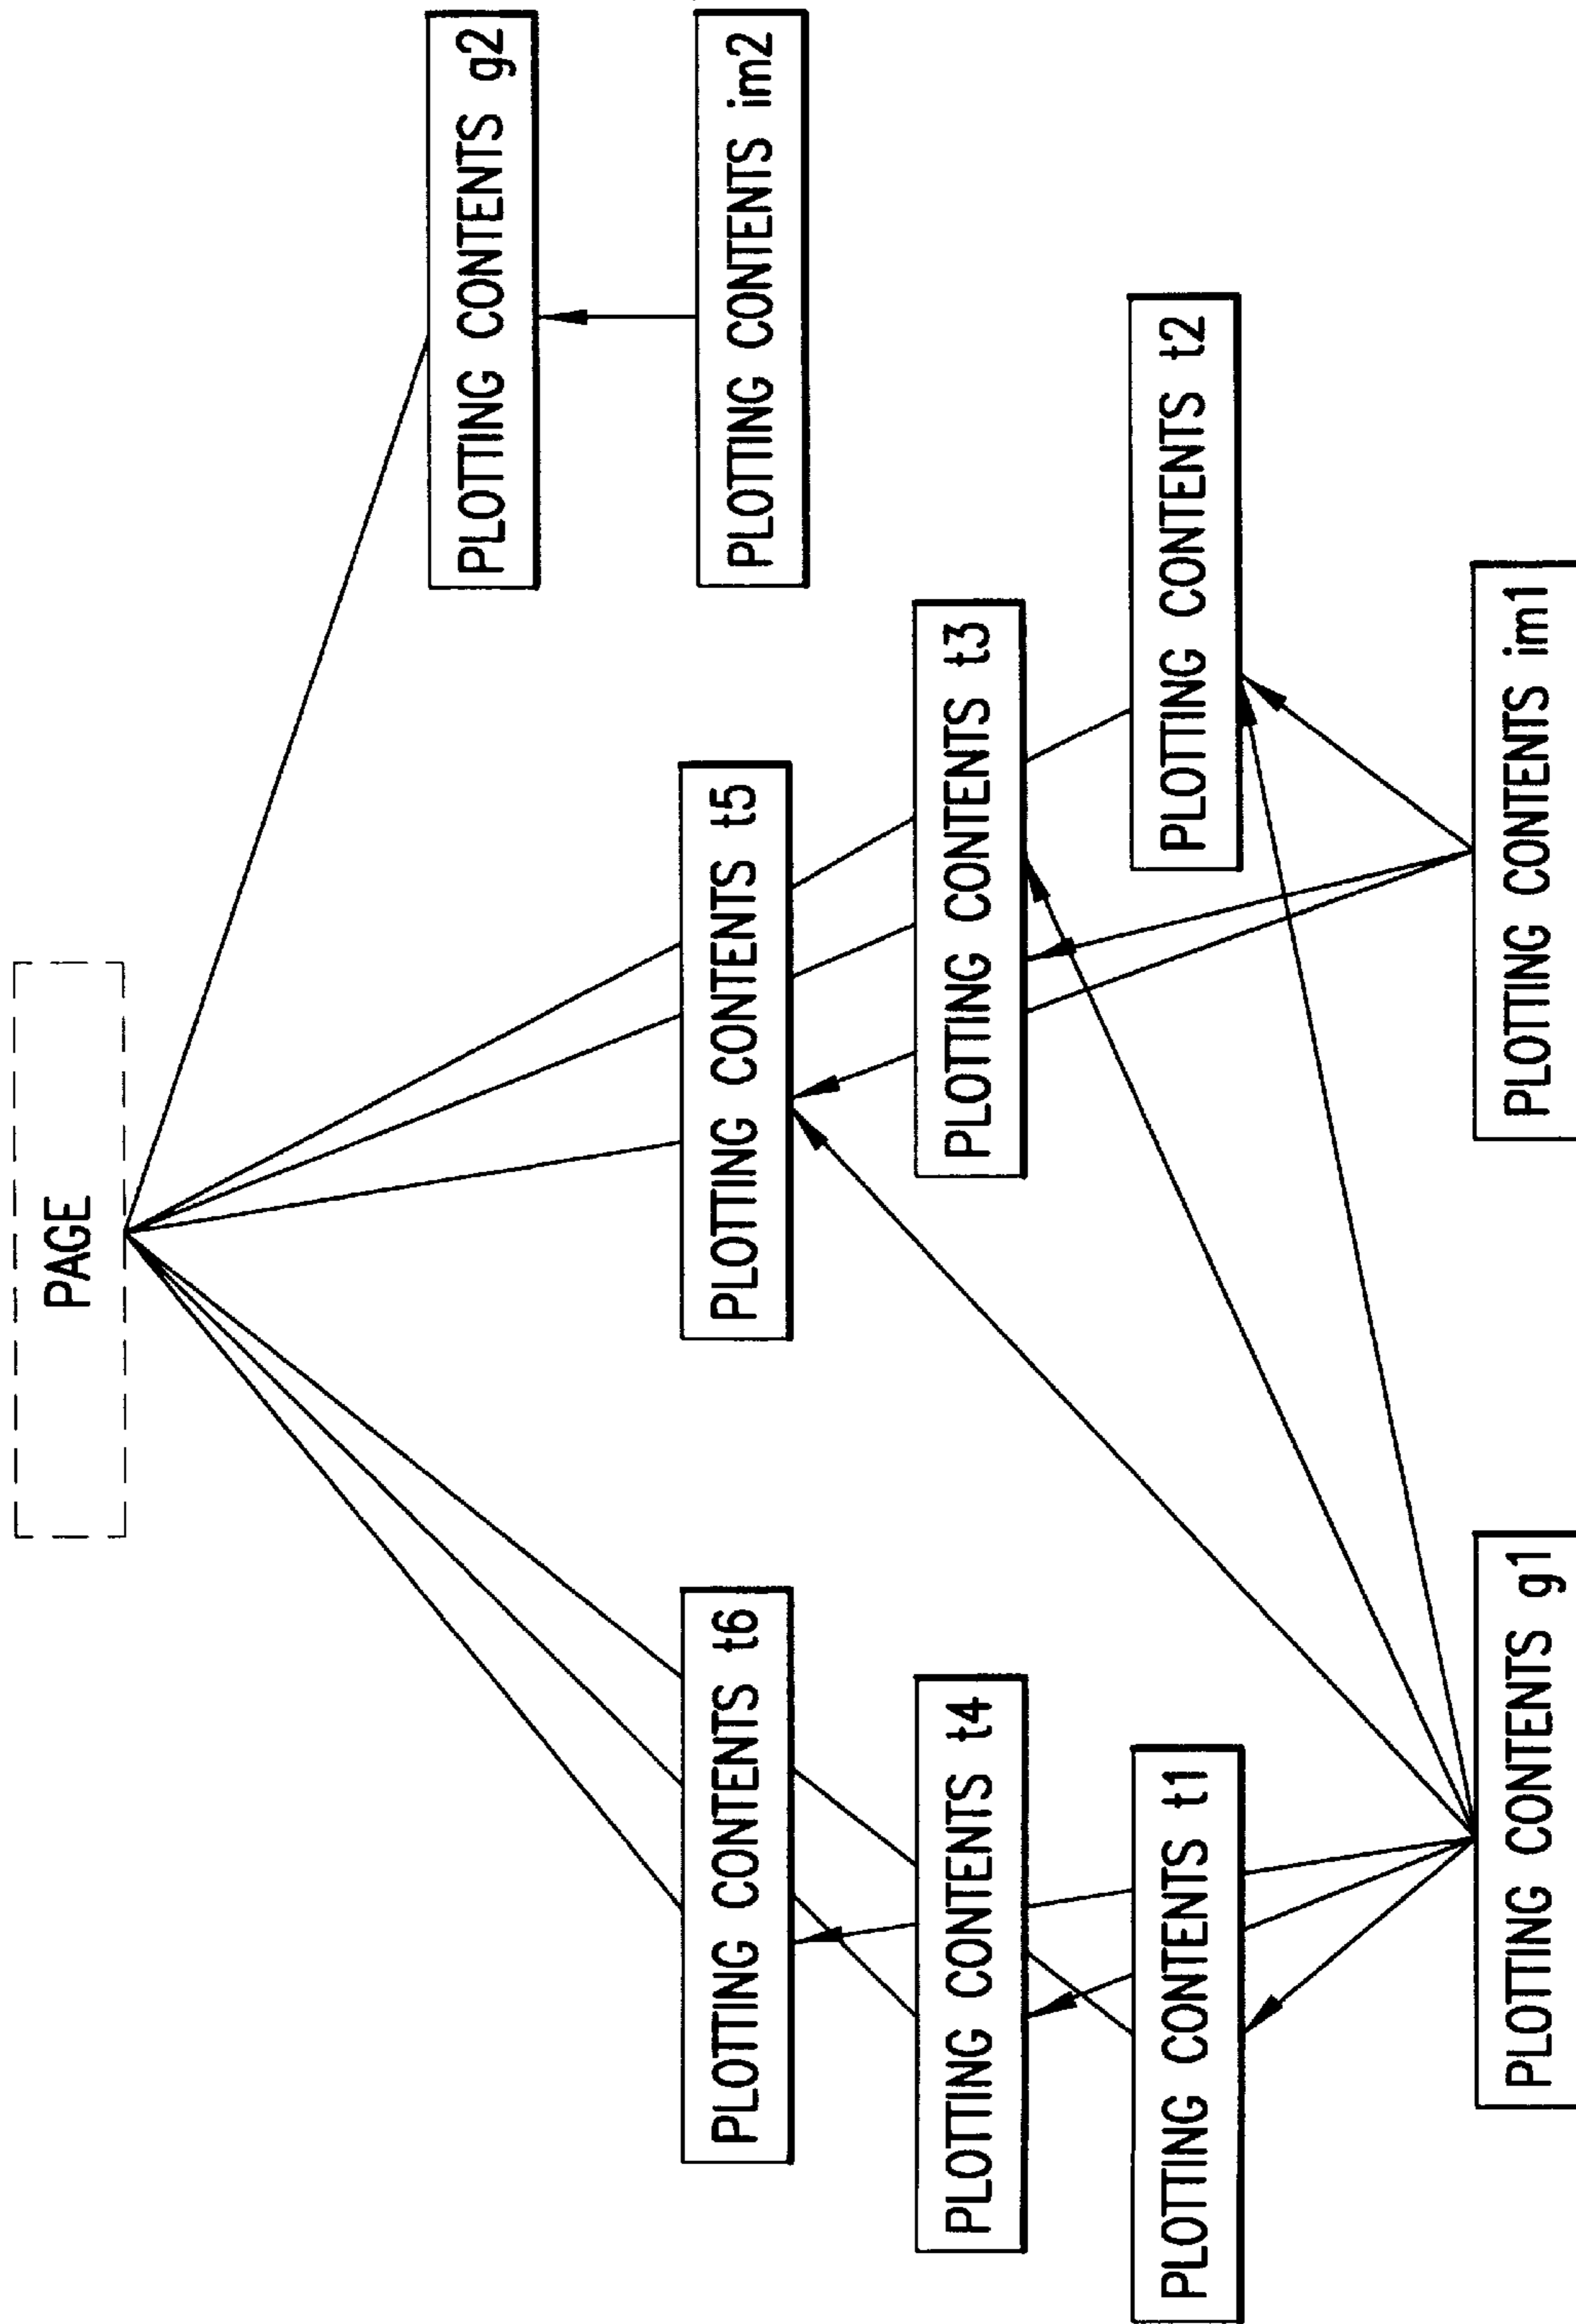 PAGE
PLOTTING CONTENTS g2
PLOTTING CONTENTS t6
PLOTTING CONTENTS t5
PLOTTING CONTENTS im2
PLOTTING CONTENTS t4
PLOTTING CONTENTS t3
PLOTTING CONTENTS t1
PLOTTING CONTENTS t2
PLOTTING CONTENTS g1
PLOTTING CONTENTS im1